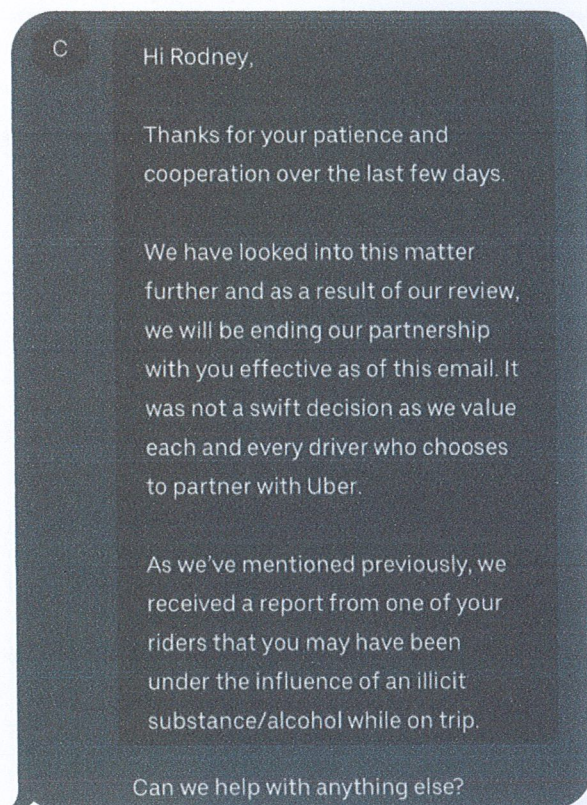 C
Hi Rodney,
Thanks for your patience and
cooperation over the last few days.
We have looked into this matter
further and as a result of our review,
we will be ending our partnership
with you effective as of this email. It
was not a swift decision as we value
each and every driver who chooses
to partner with Uber.
As we've mentioned previously, we
received a report from one of your
riders that you may have been
under the influence of an illicit
substance/alcohol while on trip.
Can we help with anything else?